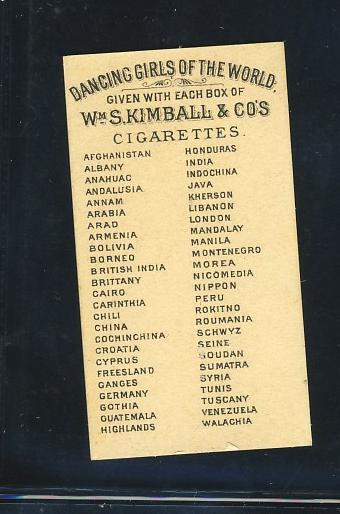 DANCING GIRLS OF THE WORLD.
GIVEN WITH EACH BOX OF
WM S. KIMBALL & CO'S
CIGARETTES.
AFGHANISTAN
ALBANY
ANAHUAC
ANDALUSIA
ANNAM
ARABIA
ARAD
ARMENIA
BOLIVIA
BORNEO
BRITISH INDIA
BRITTANY
CAIRO
CARINTHIA
CHILI
CHINA
COCHINCHINA
CROATIA
CYPRUS
FREESLAND
GANGES
GERMANY
GOTHIA
GUATEMALA
HIGHLANDS
HONDURAS
INDIA
INDOCHINA
JAVA
KHERSON
LIBANON
LONDON
MANDALAY
MANILA
MONTENEGRO
MOREA
NICOMEDIA
NIPPON
PERU
ROKITNO
ROUMANIA
SCHWYZ
SEINE
SOUDAN
SUMATRA
SYRIA
TUNIS
TUSCANY
VENEZUELA
WALACHIA